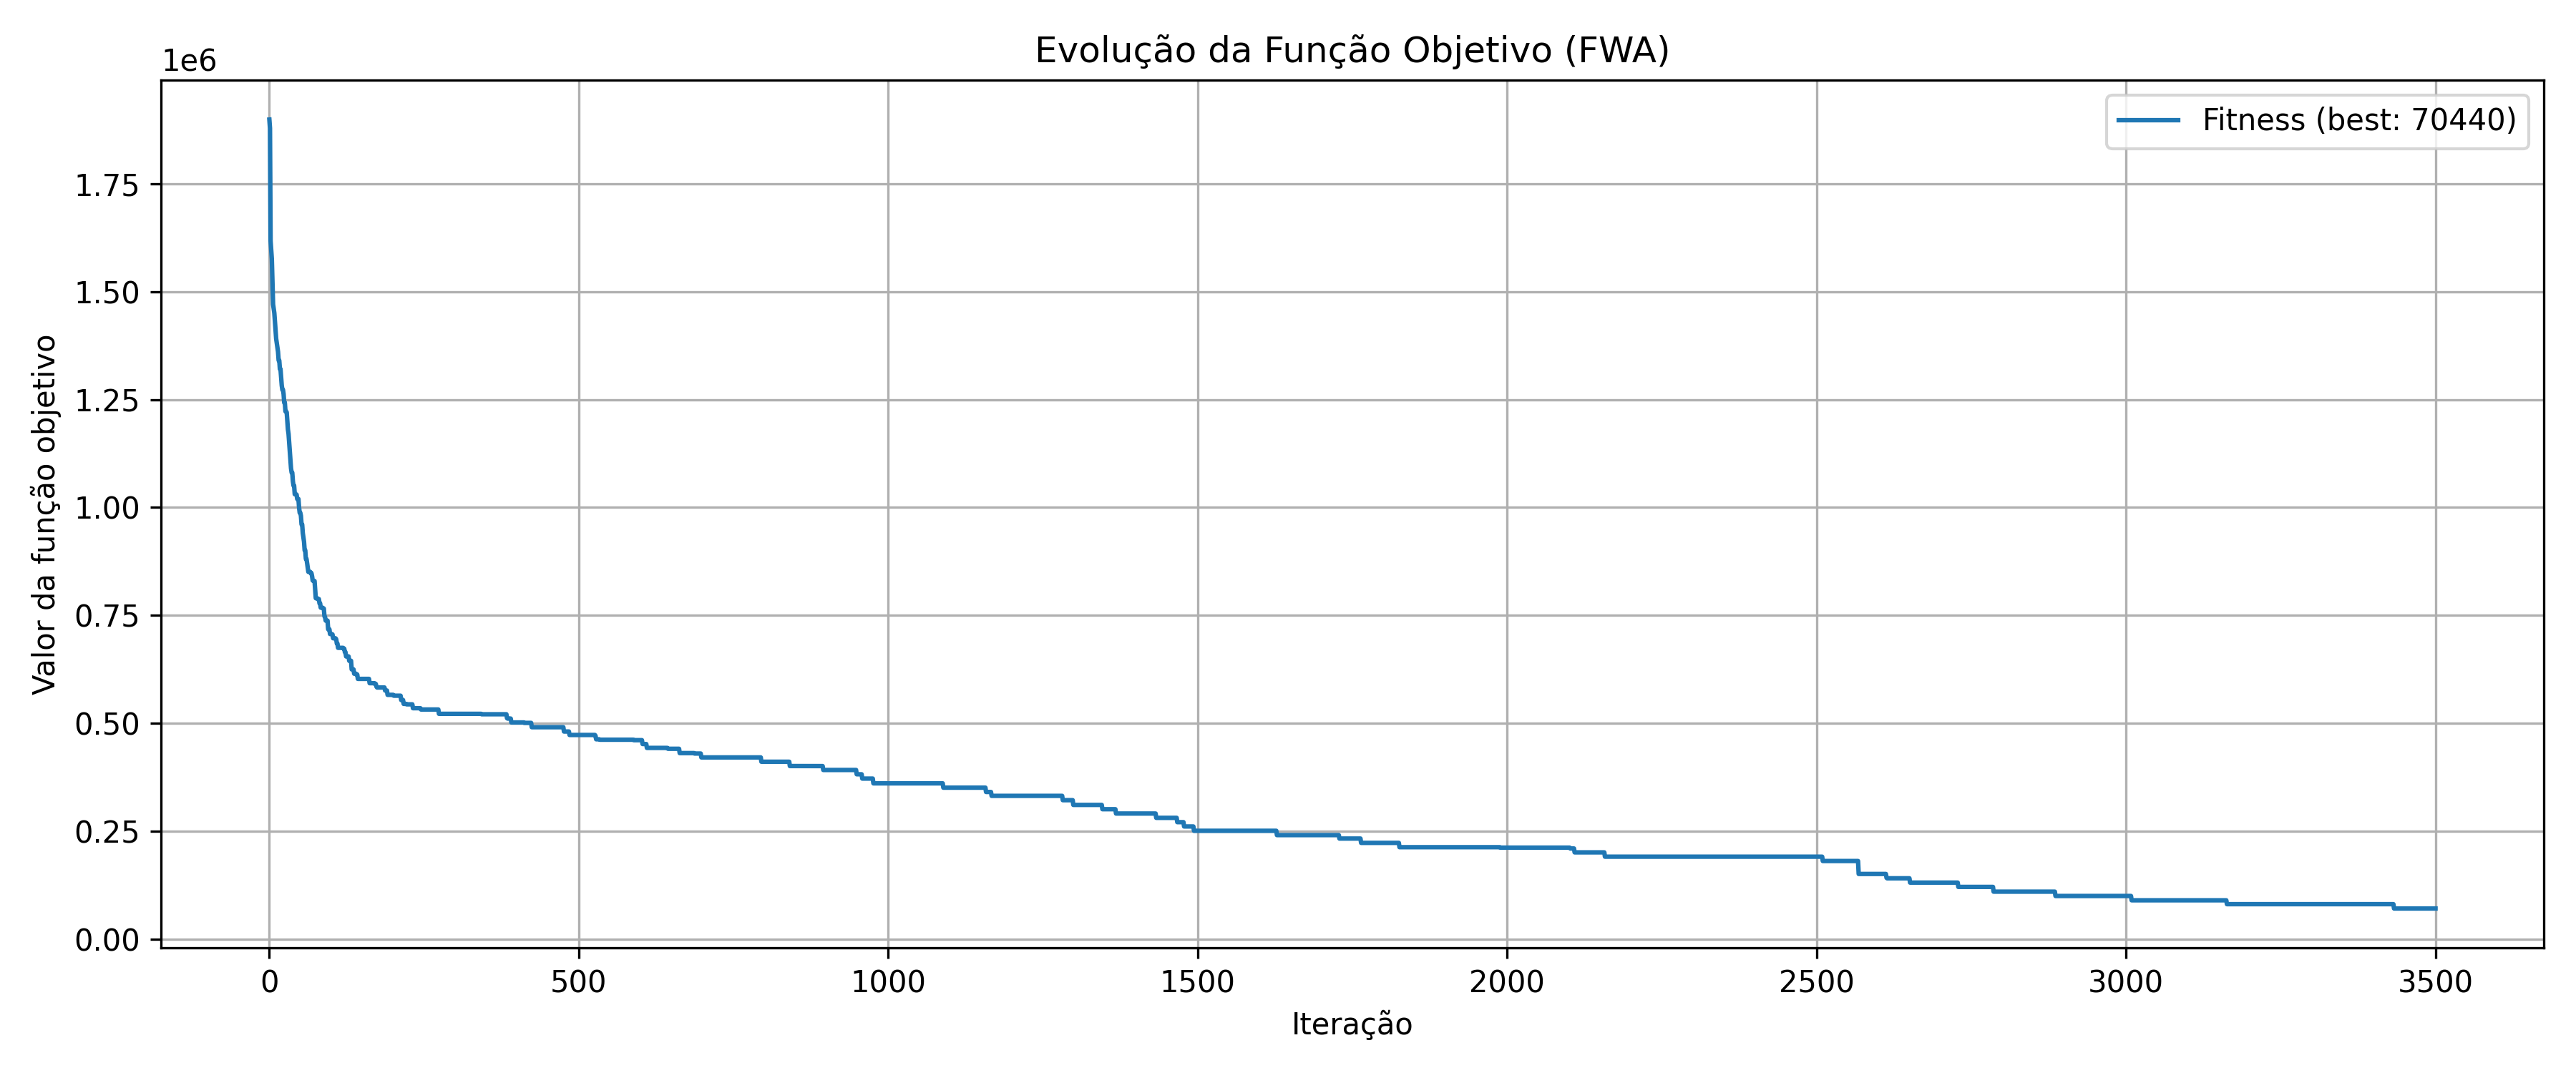 Evolução da Função Objetivo (FWA)
1e6
Fitness (best: 70440)
Valor da função objetivo
1.75
1.50
1.25
1.00
0.75
0.50
0.25
0.00
0 500 1000 1500 2000 2500 3000 3500
Iteração